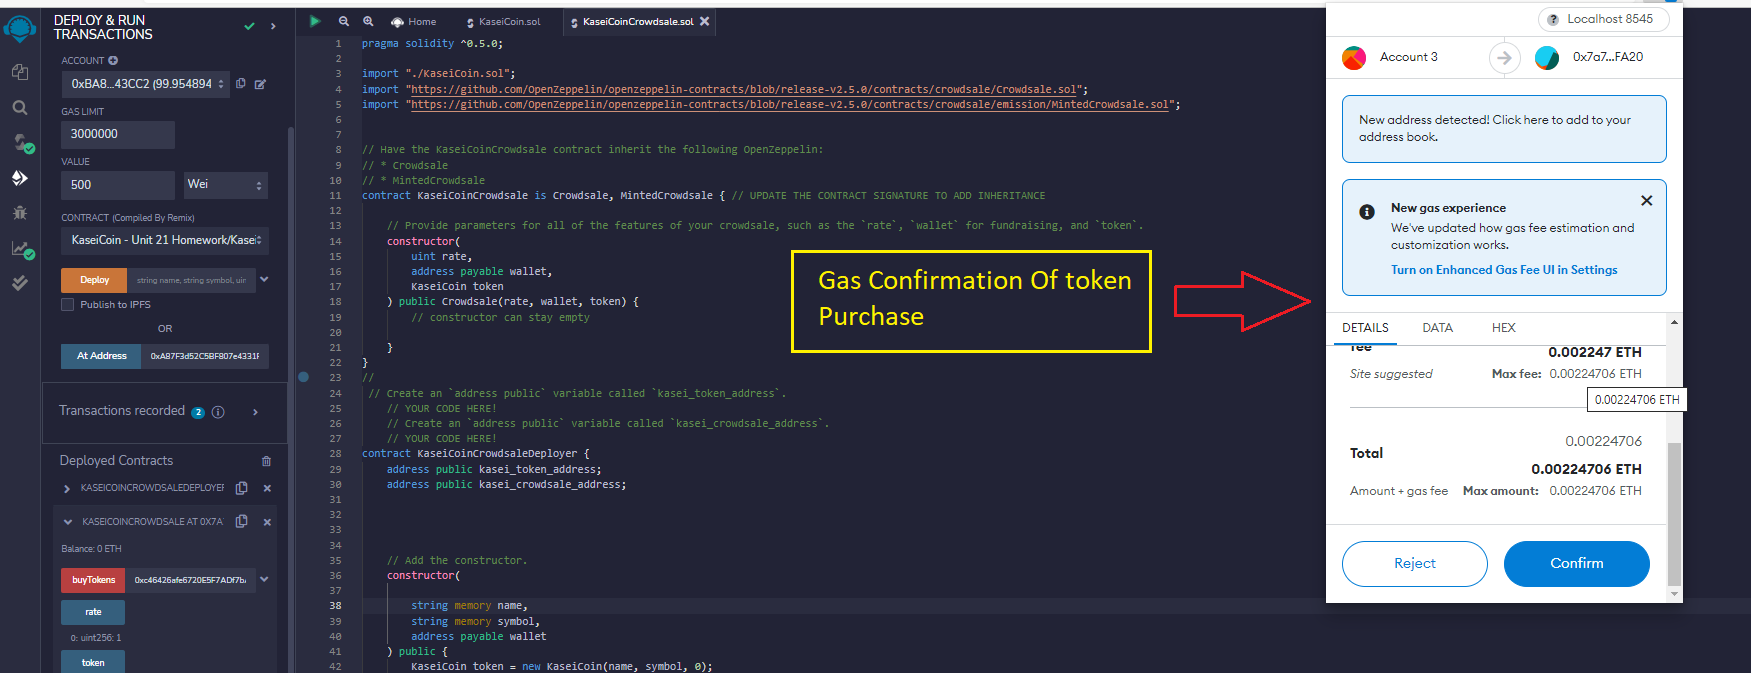 DEPLOY & RUN
TRANSACTIONS
ACCOUNT
0xBA8...43CC2 (99.954894
GAS LIMIT
3000000
VALUE
500
Wei
CONTRACT (Compiled By Remix)
KaseiCoin - Unit 21 Homework/Kasei
Deploy
string name, string symbol, uin
Publish to IPFS
OR
At Address
0xA87F3d52C5BF807e4331F
Transactions recorded 2
Deployed Contracts
KASEICOINCROWDSALEDEPLOYER
KASEICOINCROWDSALE AT 0X7A
Balance: 0 ETH
buyTokens
0xc46426afe6720E5F7ADf7b
rate
0: uint256: 1
token
Home
KaseiCoin.sol
KaseiCoinCrowdsale.sol
1 pragma solidity ^0.5.0;
2
3 import "./KaseiCoin.sol";
4 import "https://github.com/OpenZeppelin/openzeppelin-contracts/blob/release-v2.5.0/contracts/crowdsale/Crowdsale.sol";
5 import "https://github.com/OpenZeppelin/openzeppelin-contracts/blob/release-v2.5.0/contracts/crowdsale/emission/MintedCrowdsale.sol";
6
7
8 // Have the KaseiCoinCrowdsale contract inherit the following OpenZeppelin:
9 // * Crowdsale
10 // * MintedCrowdsale
11 contract KaseiCoinCrowdsale is Crowdsale, MintedCrowdsale { // UPDATE THE CONTRACT SIGNATURE TO ADD INHERITANCE
12
13 // Provide parameters for all of the features of your crowdsale, such as the `rate`, `wallet` for fundraising, and `token`.
14 constructor(
15 uint rate,
16 address payable wallet,
17 KaseiCoin token
18 ) public Crowdsale(rate, wallet, token) {
19 // constructor can stay empty
20
21 }
22 }
23 //
24 // Create an `address public` variable called `kasei_token_address`.
25 // YOUR CODE HERE!
26 // Create an `address public` variable called `kasei_crowdsale_address`.
27 // YOUR CODE HERE!
28 contract KaseiCoinCrowdsaleDeployer {
29 address public kasei_token_address;
30 address public kasei_crowdsale_address;
31
32
33
34
35 // Add the constructor.
36 constructor(
37
38 string memory name,
39 string memory symbol,
40 address payable wallet
41 ) public {
42 KaseiCoin token = new KaseiCoin(name, symbol, 0);
Gas Confirmation Of token
Purchase
Localhost 8545
Account 3
0x7a7...FA20
New address detected! Click here to add to your
address book.
New gas experience
We've updated how gas fee estimation and
customization works.
Turn on Enhanced Gas Fee UI in Settings
DETAILS
DATA
HEX
fee
0.002247 ETH
Site suggested
Max fee: 0.00224706 ETH
0.00224706 ETH
0.00224706
Total
0.00224706 ETH
Amount + gas fee
Max amount: 0.00224706 ETH
Reject
Confirm